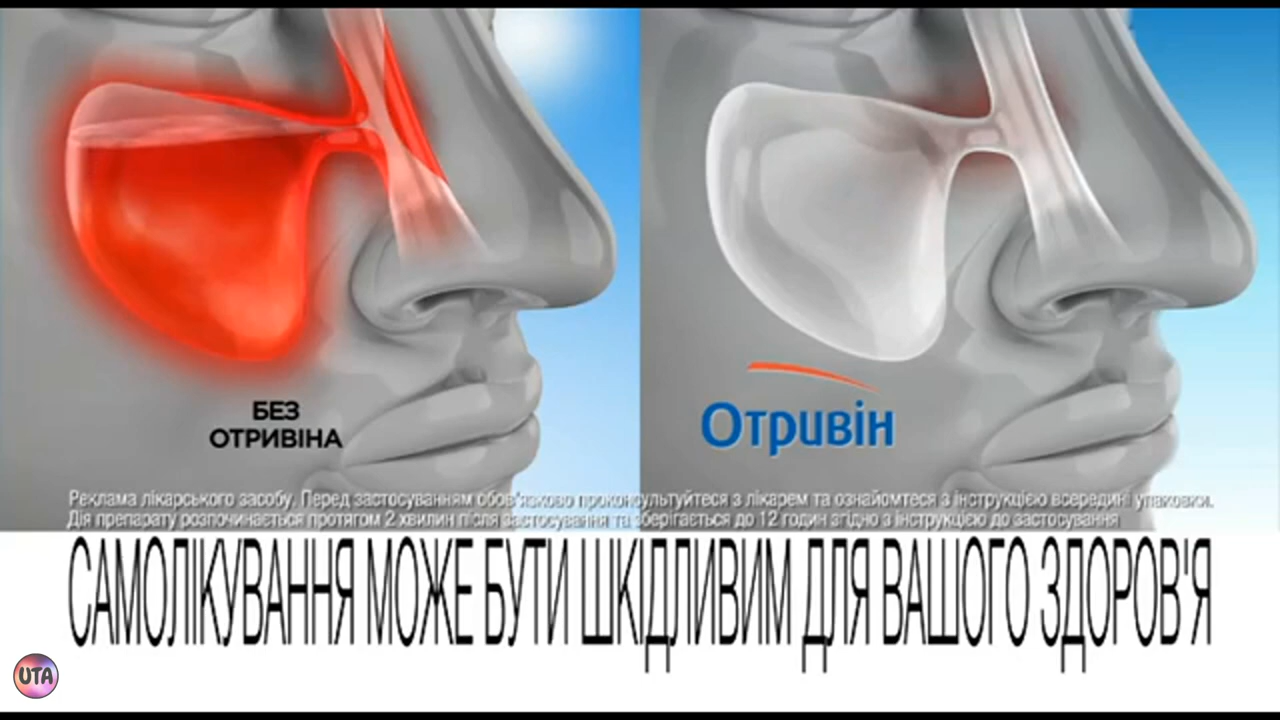 БЕЗ
ОТРИВІНА
Отривін
Реклама лікарського засобу. Перед застосуванням обов'язково проконсультуйтеся з лікарем та ознайомтеся з інструкцією всередині упаковки.
Дія препарату розпочинається протягом 2 хвилин після застосування та зберігається до 12 годин згідно з інструкцією до застосування
САМОЛІКУВАННЯ МОЖЕ БУТИ ШКІДЛИВИМ ДЛЯ ВАШОГО ЗДОРОВ'Я
UTA